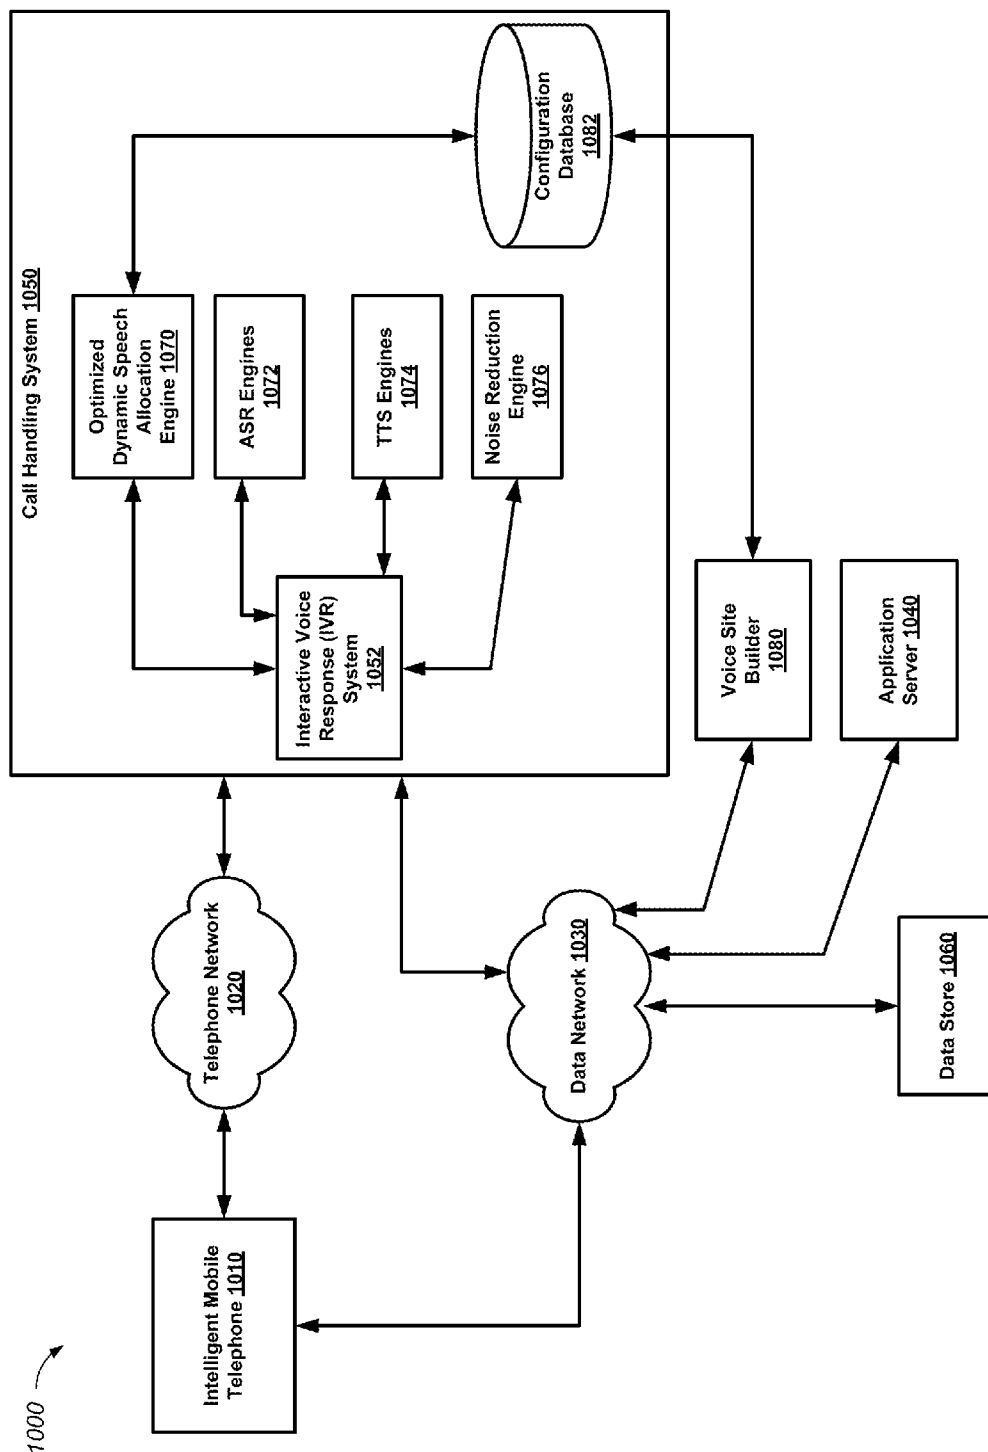 1000
Intelligent Mobile
Telephone 1010
Telephone Network
1020
Data Network 1030
Call Handling System 1050
Interactive Voice
Response (IVR)
System
1052
Optimized
Dynamic Speech
Allocation
Engine 1070
ASR Engines
1072
TTS Engines
1074
Noise Reduction
Engine
1076
Configuration
Database
1082
Voice Site
Builder
1080
Application
Server 1040
Data Store 1060